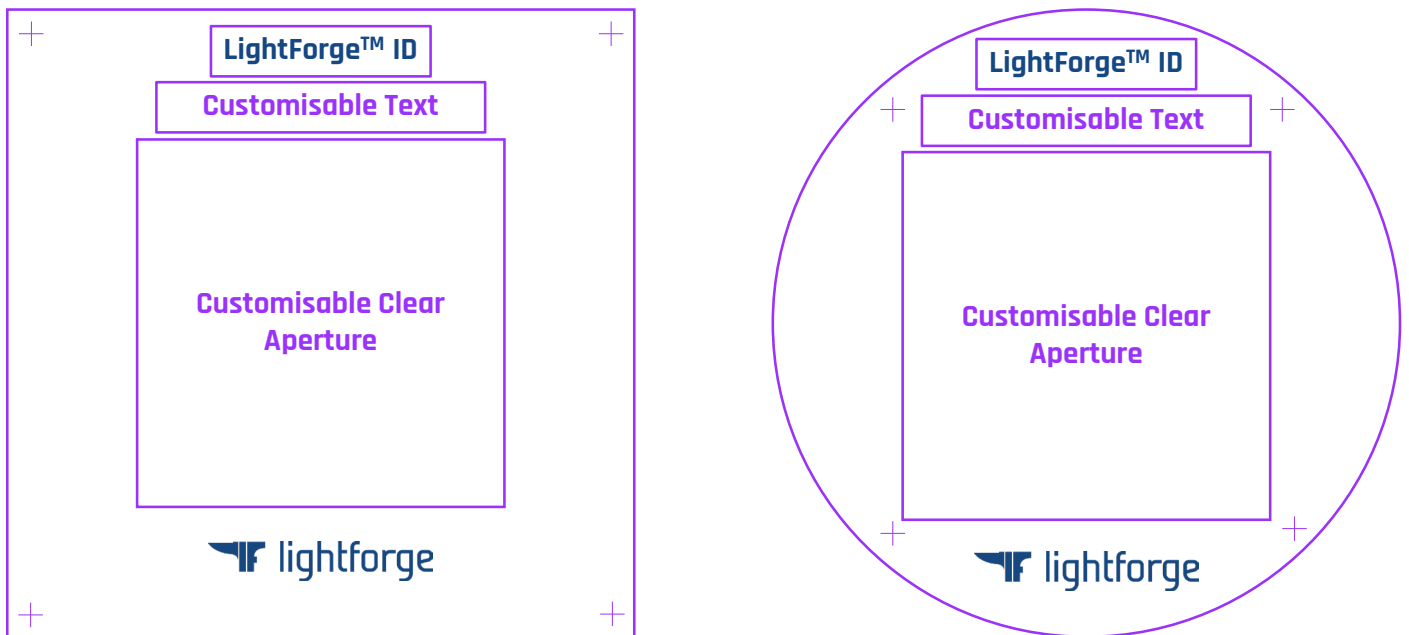 LightForge™ ID
Customisable Text
Customisable Clear
Aperture
lightforge
LightForge™ ID
Customisable Text
Customisable Clear
Aperture
lightforge